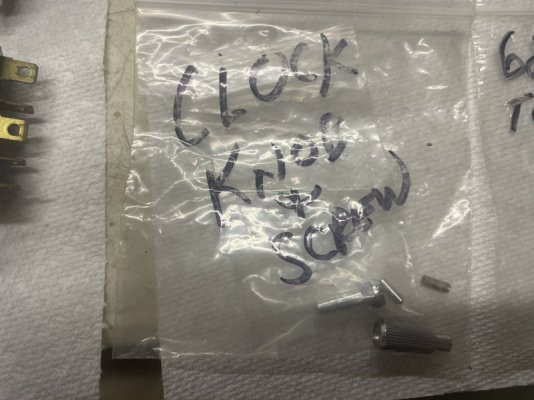 CLOCK
KNOB
+
SCREW